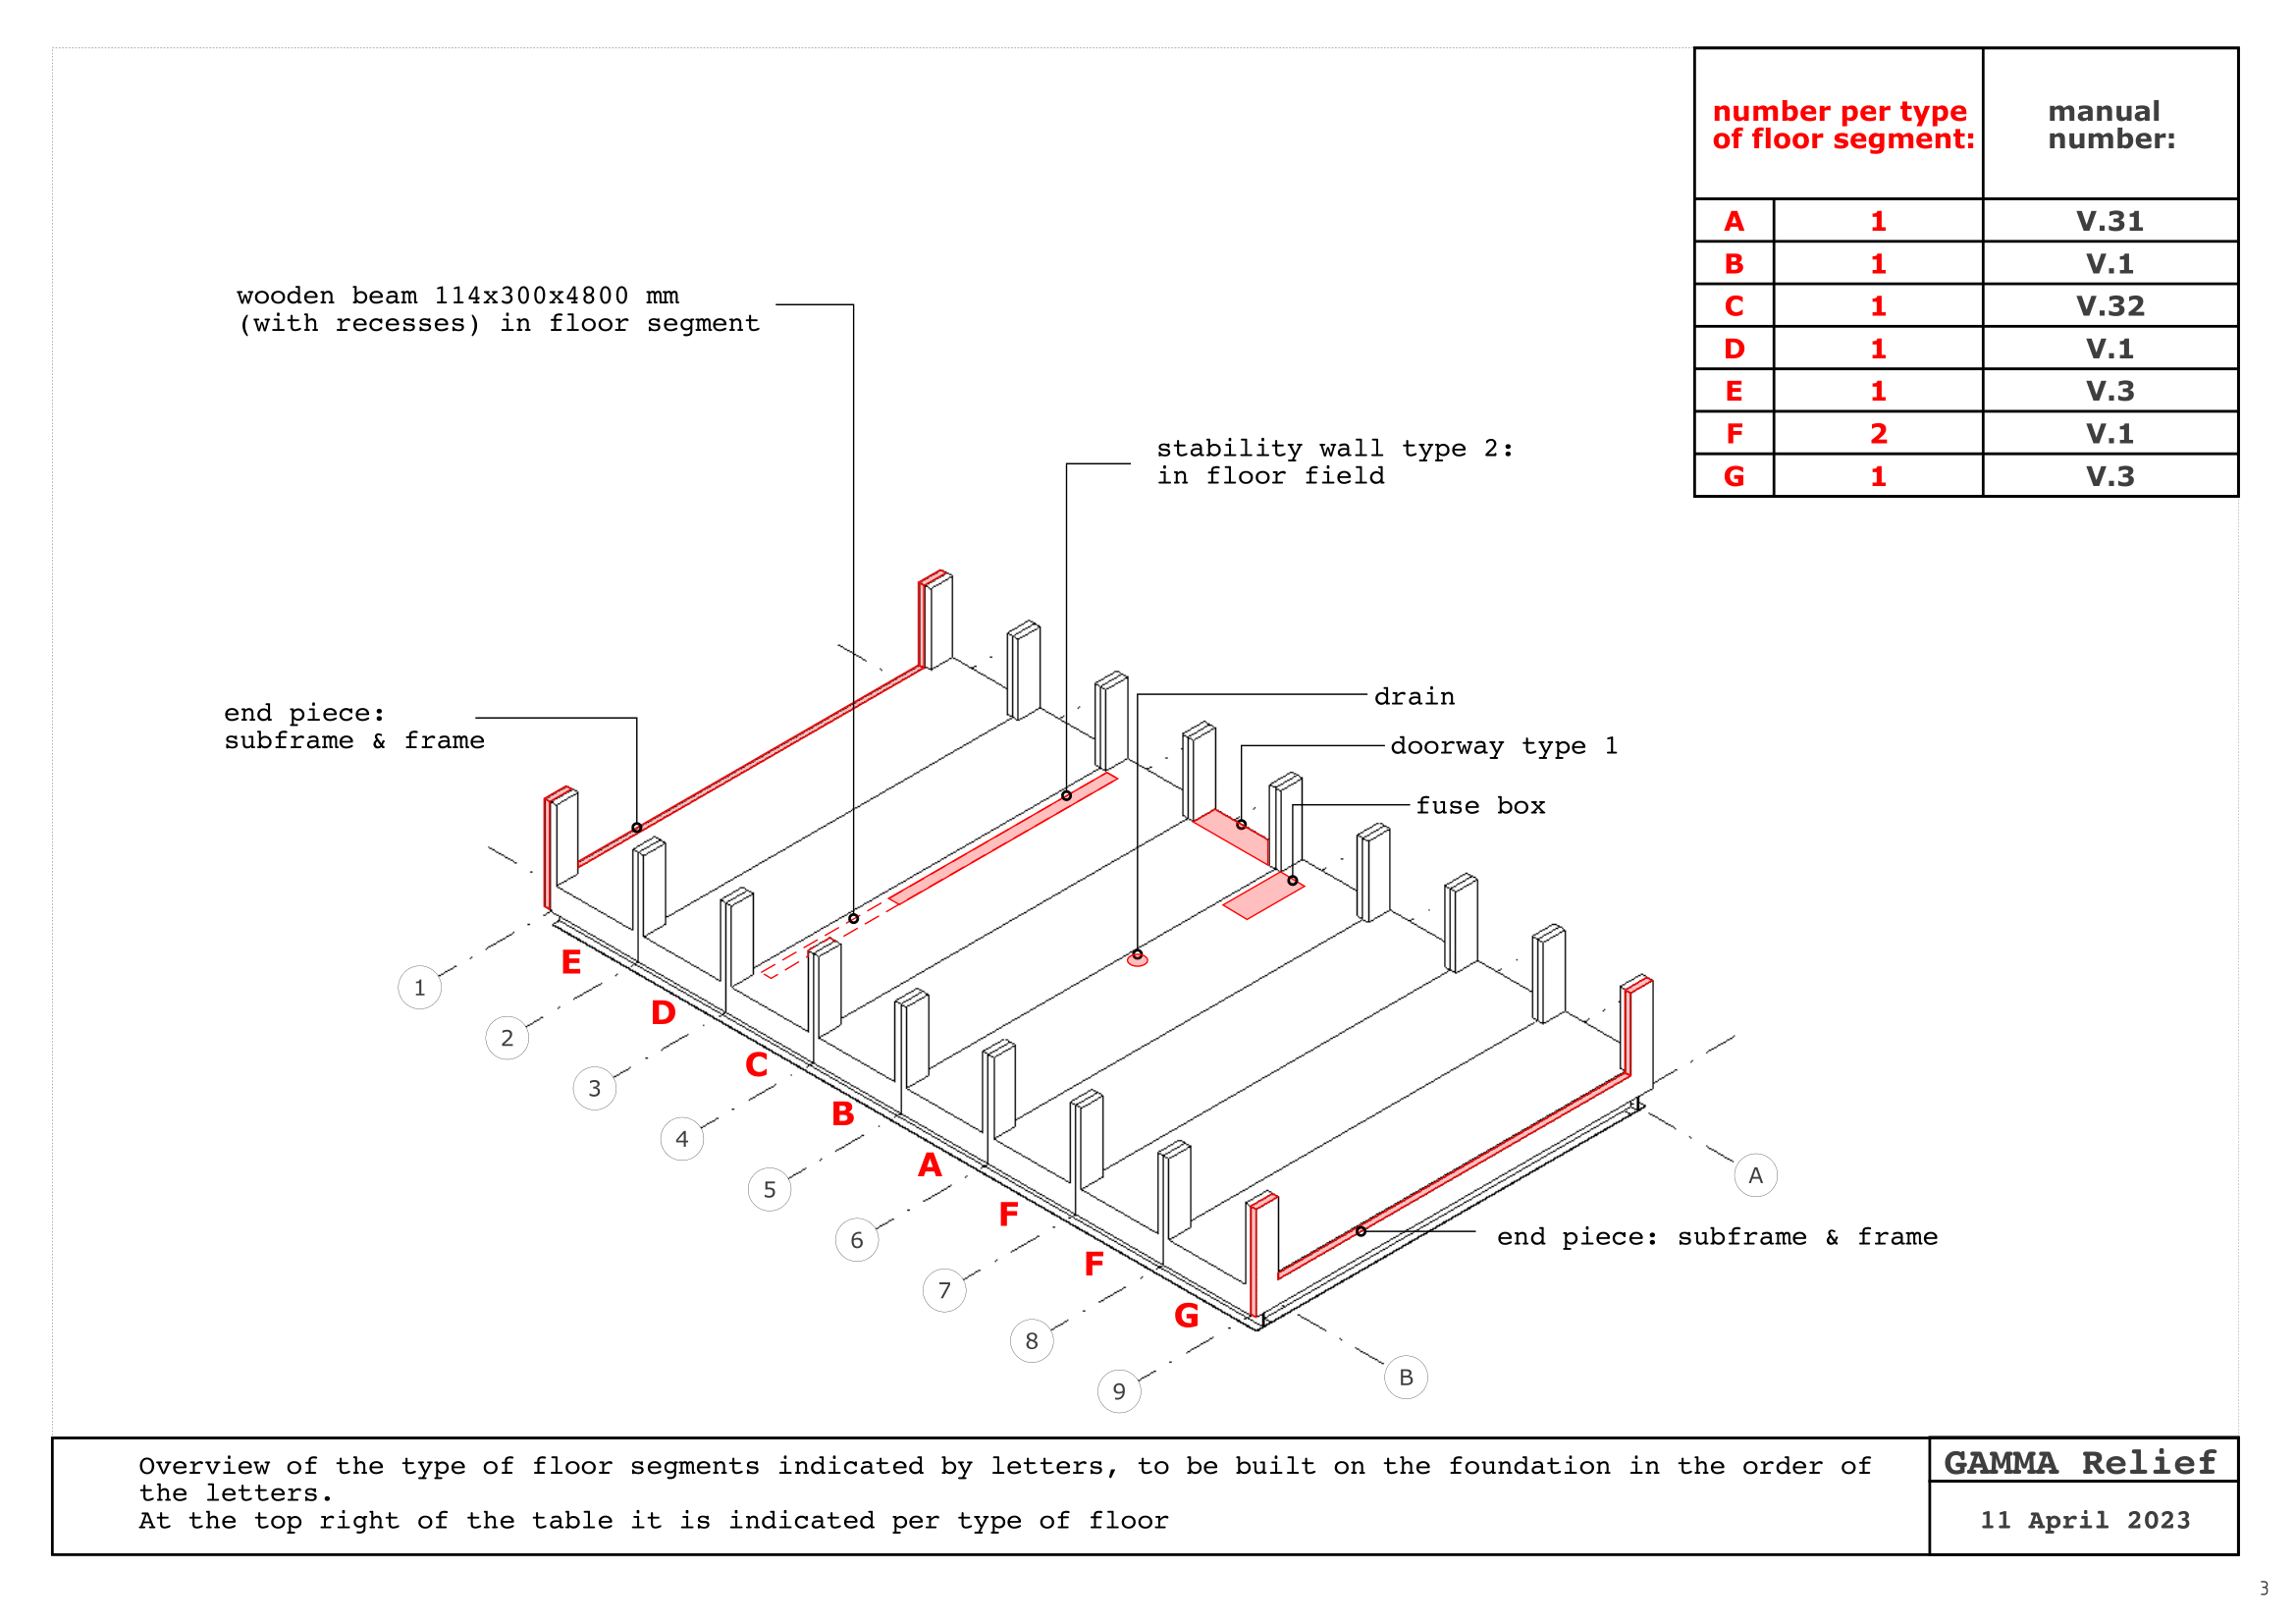 number per type
of floor segment:
manual
number:
A 1 V.31
B 1 V.1
C 1 V.32
D 1 V.1
E 1 V.3
F 2 V.1
G 1 V.3
wooden beam 114x300x4800 mm
(with recesses) in floor segment
stability wall type 2:
in floor field
end piece:
subframe & frame
drain
doorway type 1
fuse box
E
D
C
B
A
F
F
G
1
2
3
4
5
6
7
8
9
A
B
end piece: subframe & frame
Overview of the type of floor segments indicated by letters, to be built on the foundation in the order of
the letters.
At the top right of the table it is indicated per type of floor
GAMMA Relief
11 April 2023
3